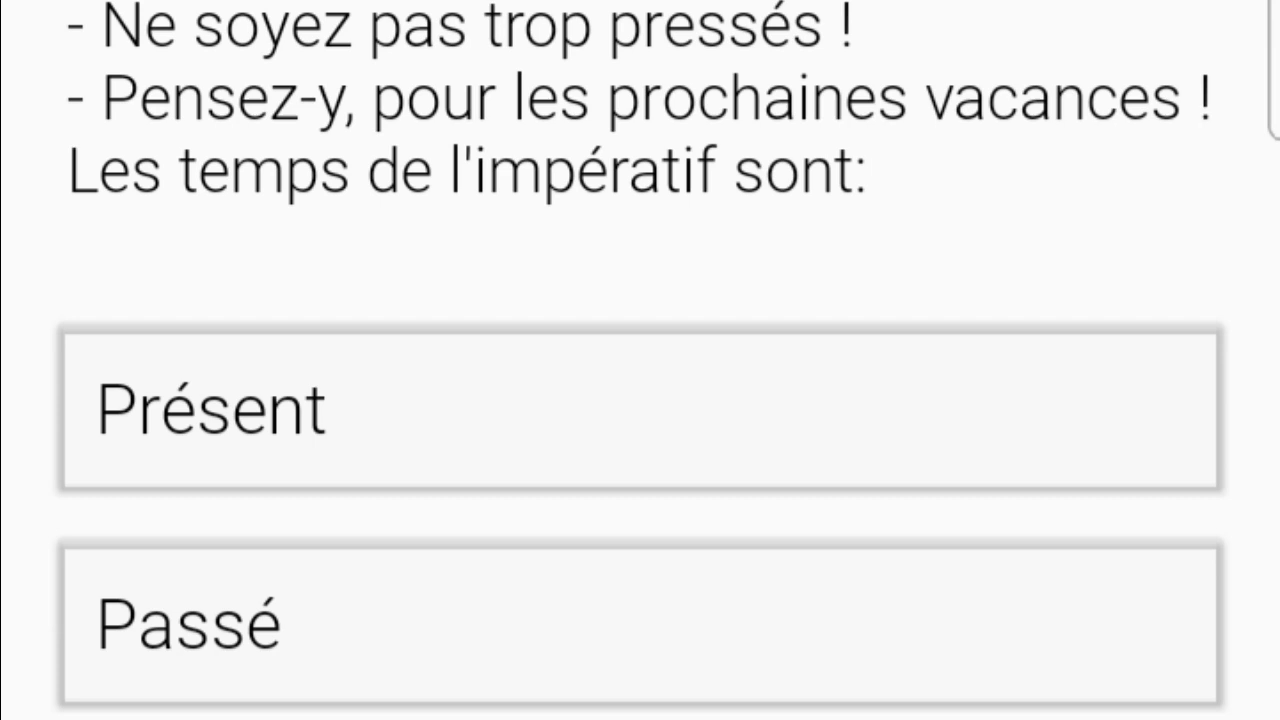 - Ne soyez pas trop pressés !
- Pensez-y, pour les prochaines vacances !
Les temps de l'impératif sont:
Présent
Passé